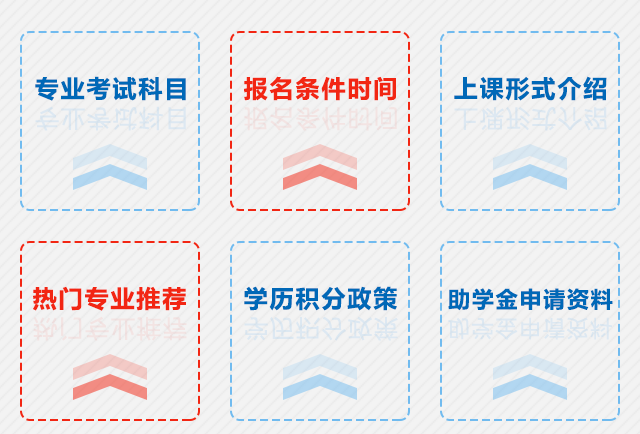 专业考试科目
报名条件时间
上课形式介绍
热门专业推荐
学历积分政策
助学金申请资料